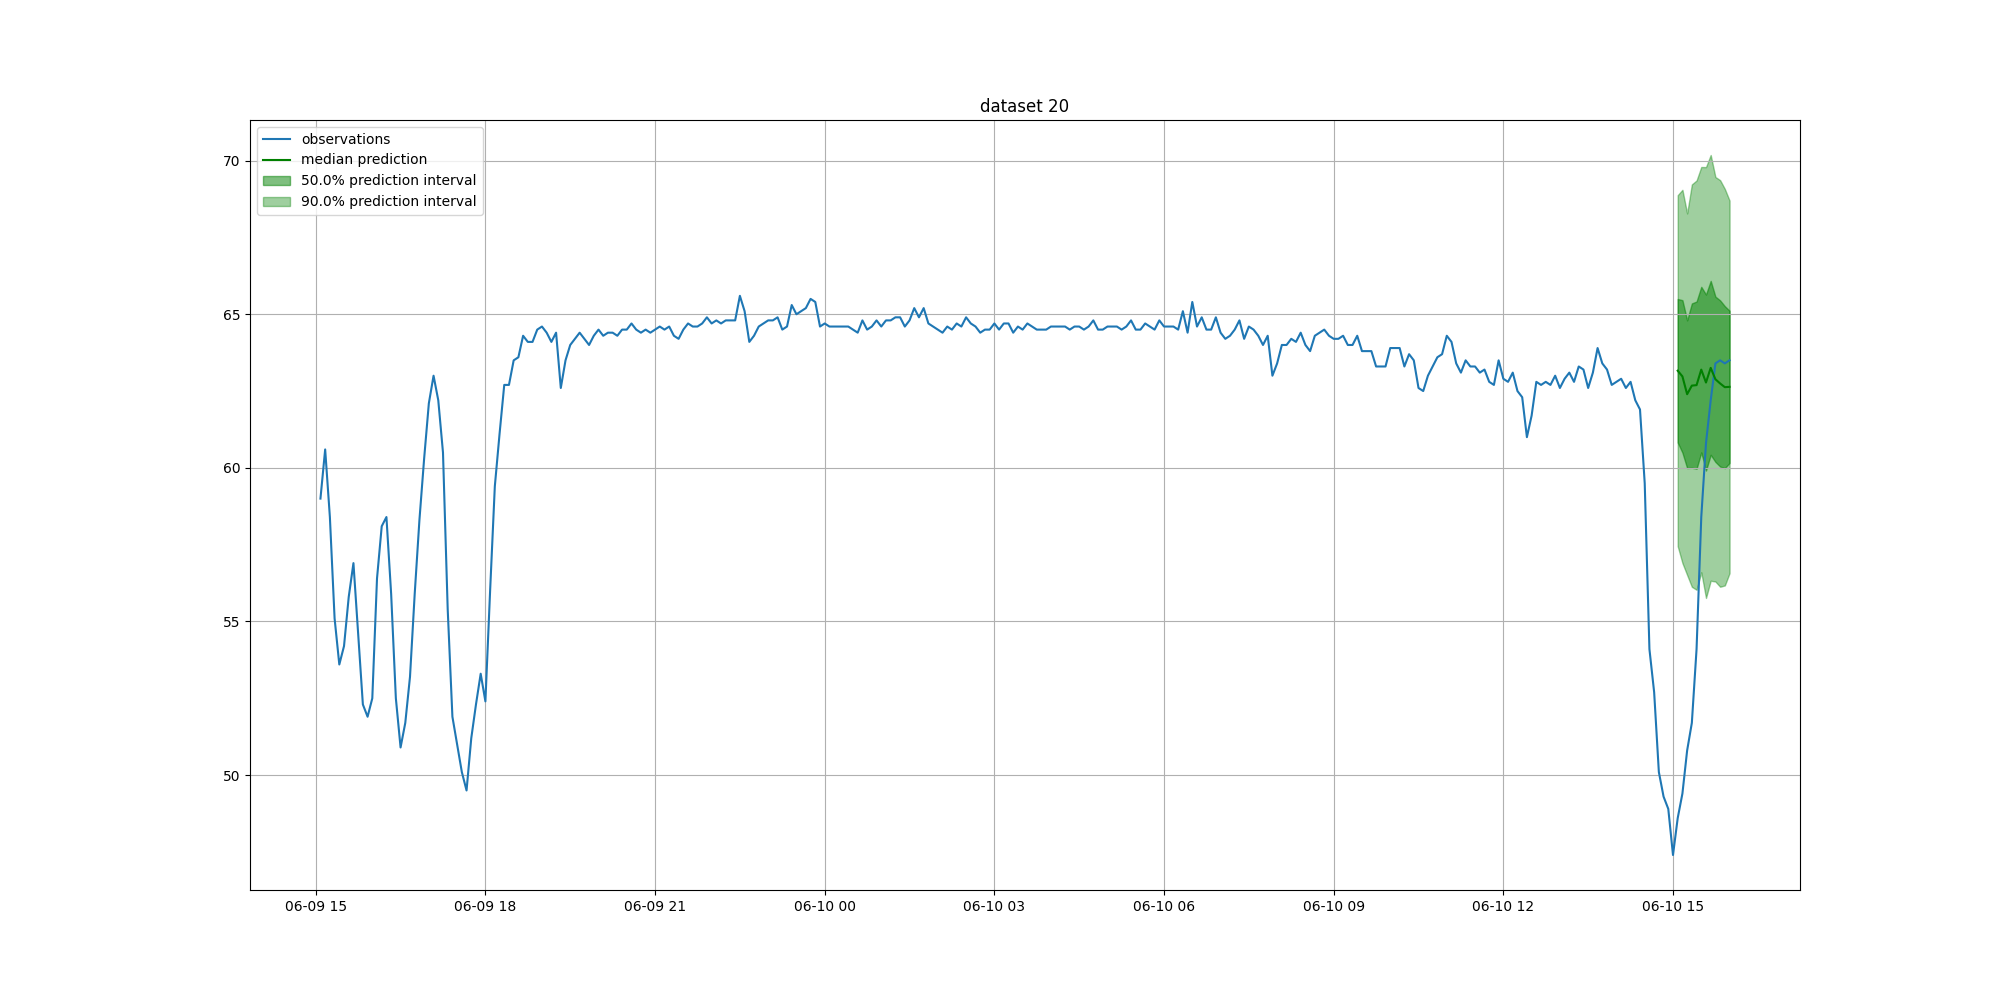 dataset 20
observations
median prediction
50.0% prediction interval
90.0% prediction interval
70
65
60
55
50
06-09 15
06-09 18
06-09 21
06-10 00
06-10 03
06-10 06
06-10 09
06-10 12
06-10 15